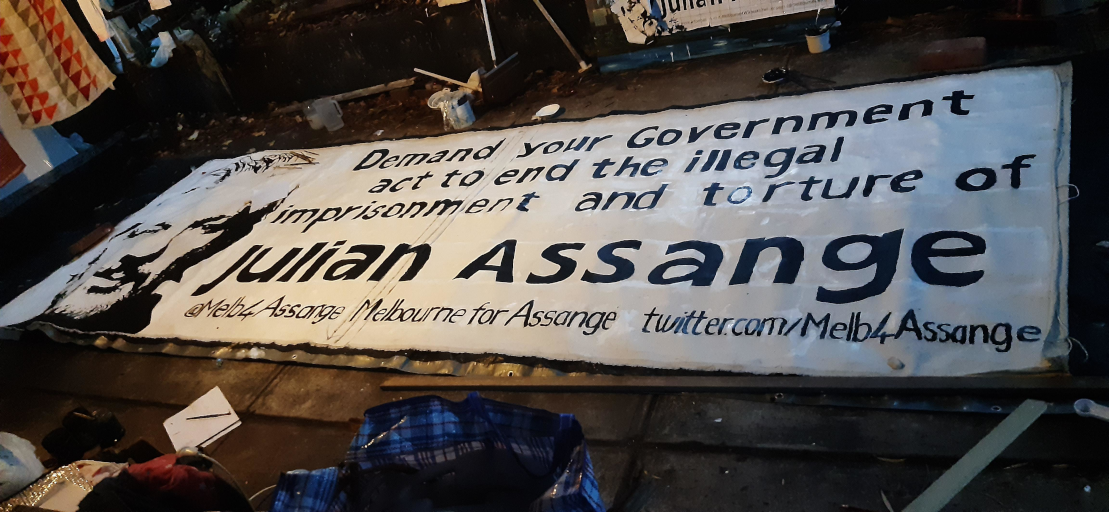 Julian
Demand your Government
act to end the illegal
imprisonment and torture of
Julian Assange
@Melb4Assange Melbourne for Assange twitter.com/Melb4Assange